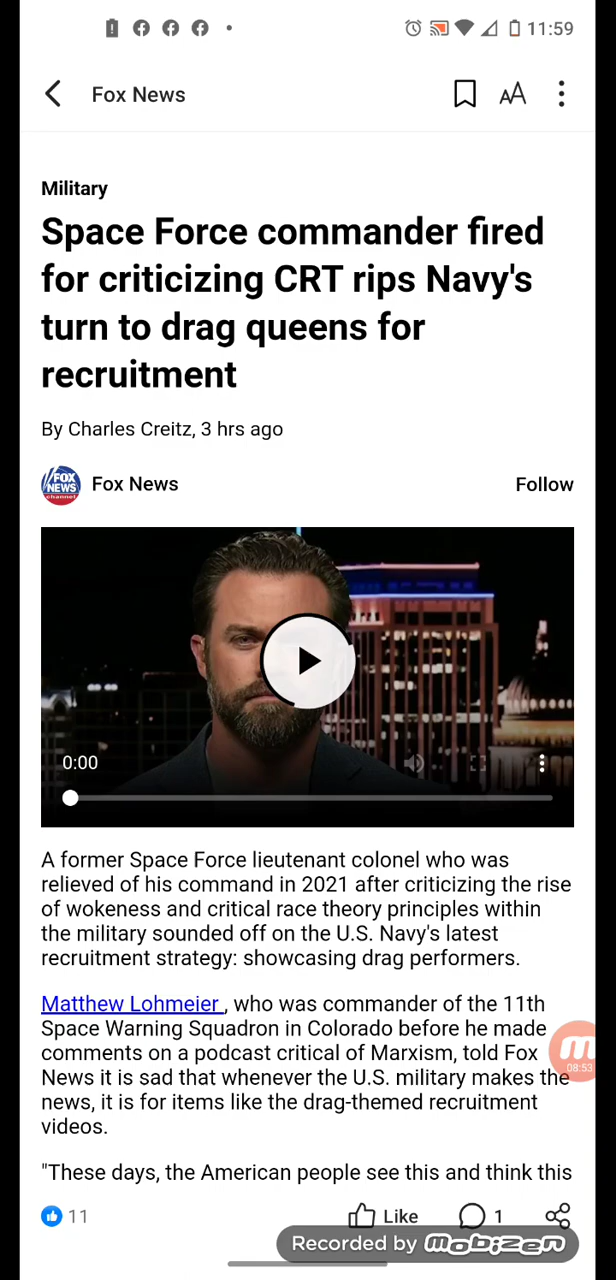 11:59
Fox News
AA
Military
Space Force commander fired
for criticizing CRT rips Navy's
turn to drag queens for
recruitment
By Charles Creitz, 3 hrs ago
FOX
NEWS
channel
Fox News
Follow
0:00
A former Space Force lieutenant colonel who was
relieved of his command in 2021 after criticizing the rise
of wokeness and critical race theory principles within
the military sounded off on the U.S. Navy's latest
recruitment strategy: showcasing drag performers.
Matthew Lohmeier , who was commander of the 11th
Space Warning Squadron in Colorado before he made
comments on a podcast critical of Marxism, told Fox
News it is sad that whenever the U.S. military makes the
news, it is for items like the drag-themed recruitment
videos.
m
08:53
"These days, the American people see this and think this
11
Like
1
Recorded by mobizen